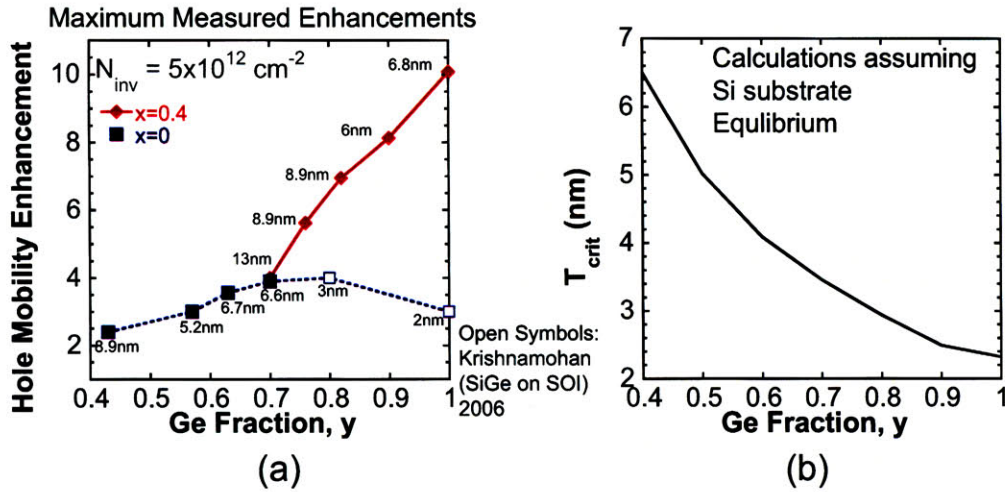 Maximum Measured Enhancements
N_inv = 5x10^12 cm^-2
x=0.4
x=0
Hole Mobility Enhancement
10
8
6
4
2
6.8nm
6nm
8.9nm
8.9nm
13nm
6.6nm
3nm
6.7nm
5.2nm
8.9nm
2nm
0.4 0.5 0.6 0.7 0.8 0.9 1
Ge Fraction, y
(a)
Open Symbols:
Krishnamohan
(SiGe on SOI)
2006
Calculations assuming
Si substrate
Equlibrium
T_crit (nm)
7
6
5
4
3
2
0.4 0.5 0.6 0.7 0.8 0.9 1
Ge Fraction, y
(b)